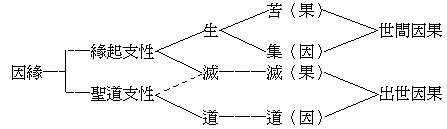 苦（果）
生
世間因果
緣起支性
集（因）
因緣
滅
滅（果）
聖道支性
出世因果
道
道（因）